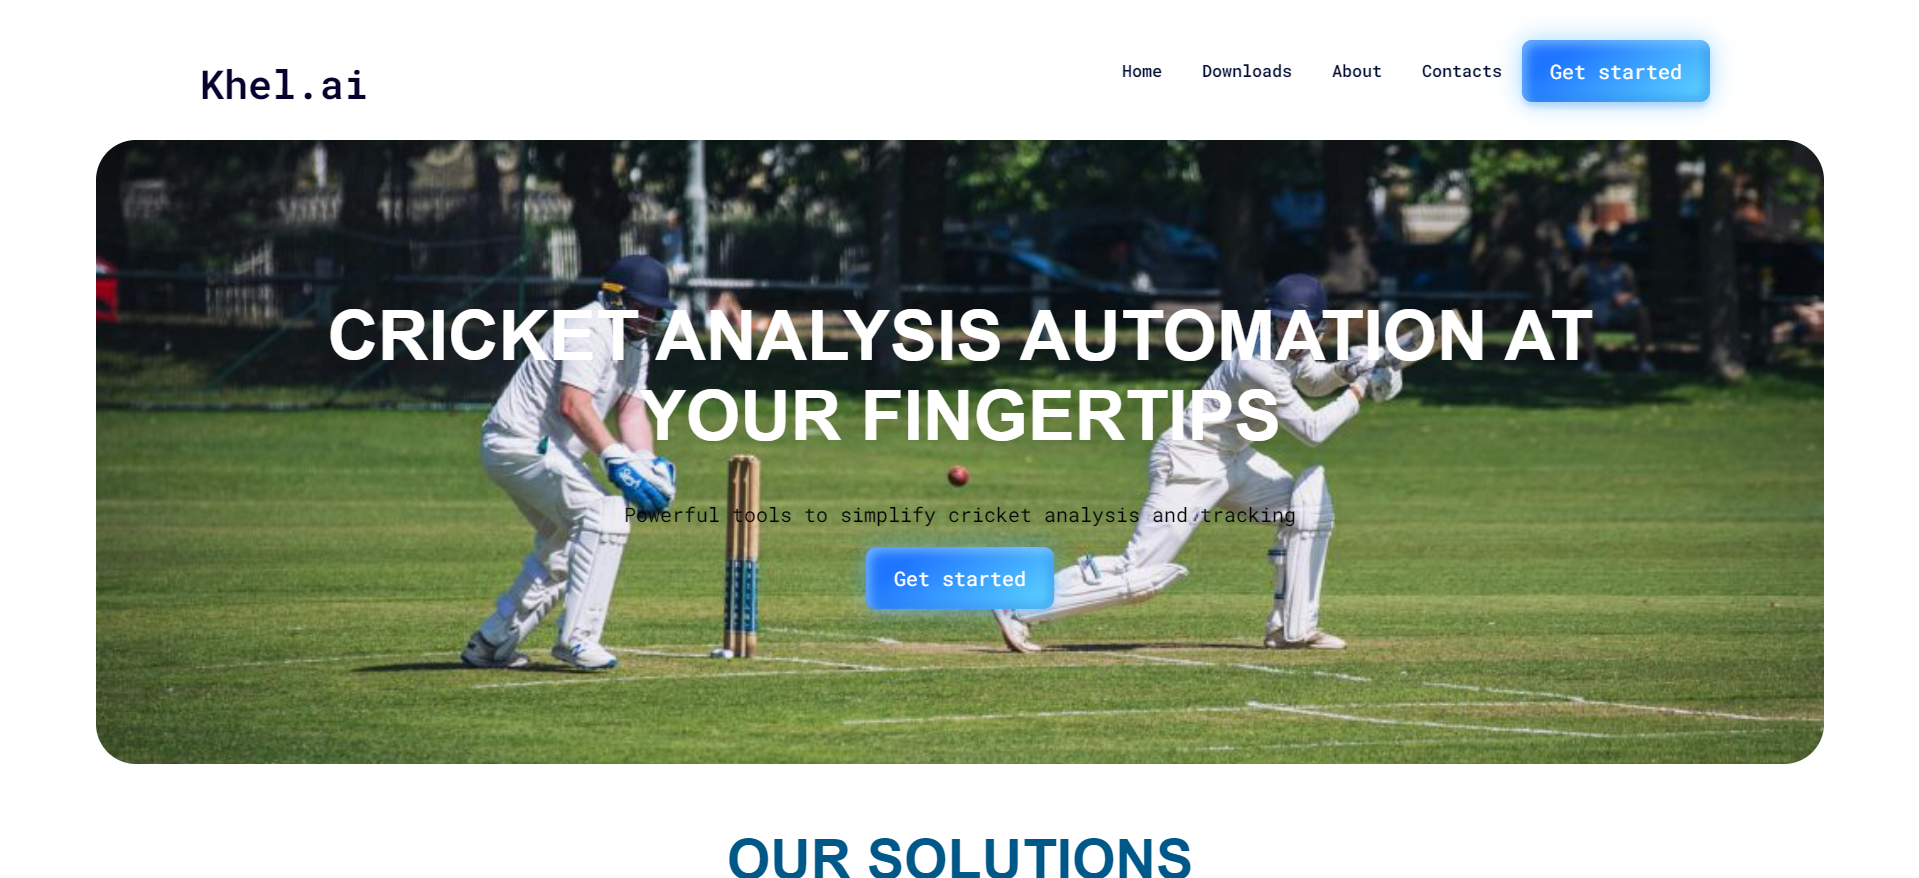 Khel.ai
Home Downloads About Contacts Get started
CRICKET ANALYSIS AUTOMATION AT
YOUR FINGERTIPS
Powerful tools to simplify cricket analysis and tracking
Get started
OUR SOLUTIONS